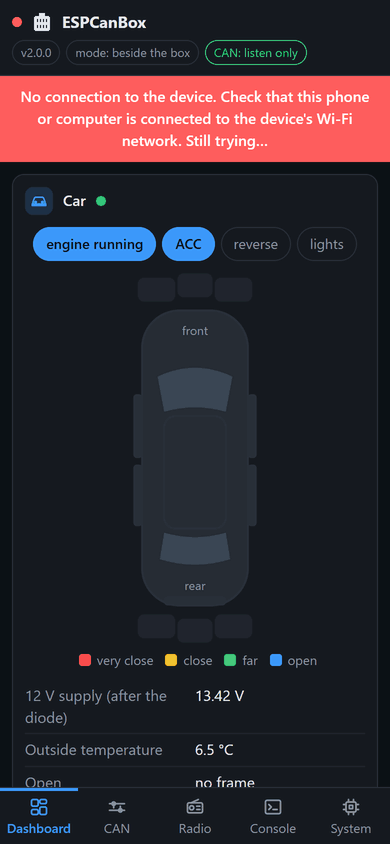 ESPCanBox
v2.0.0
mode: beside the box
CAN: listen only
No connection to the device. Check that this phone
or computer is connected to the device's Wi-Fi
network. Still trying...
Car
engine running
ACC
reverse
lights
front
rear
very close
close
far
open
12 V supply (after the
diode)
13.42 V
Outside temperature
6.5 °C
Open
no frame
Dashboard
CAN
Radio
Console
System